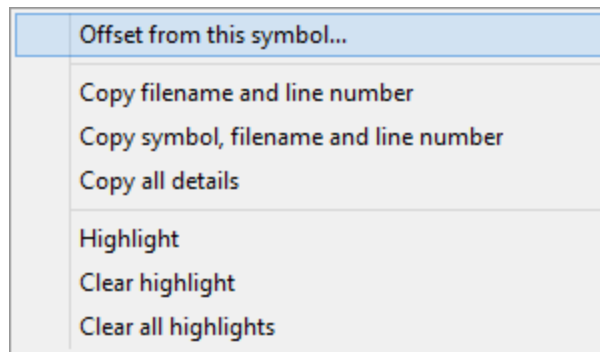 Offset from this symbol...
Copy filename and line number
Copy symbol, filename and line number
Copy all details
Highlight
Clear highlight
Clear all highlights